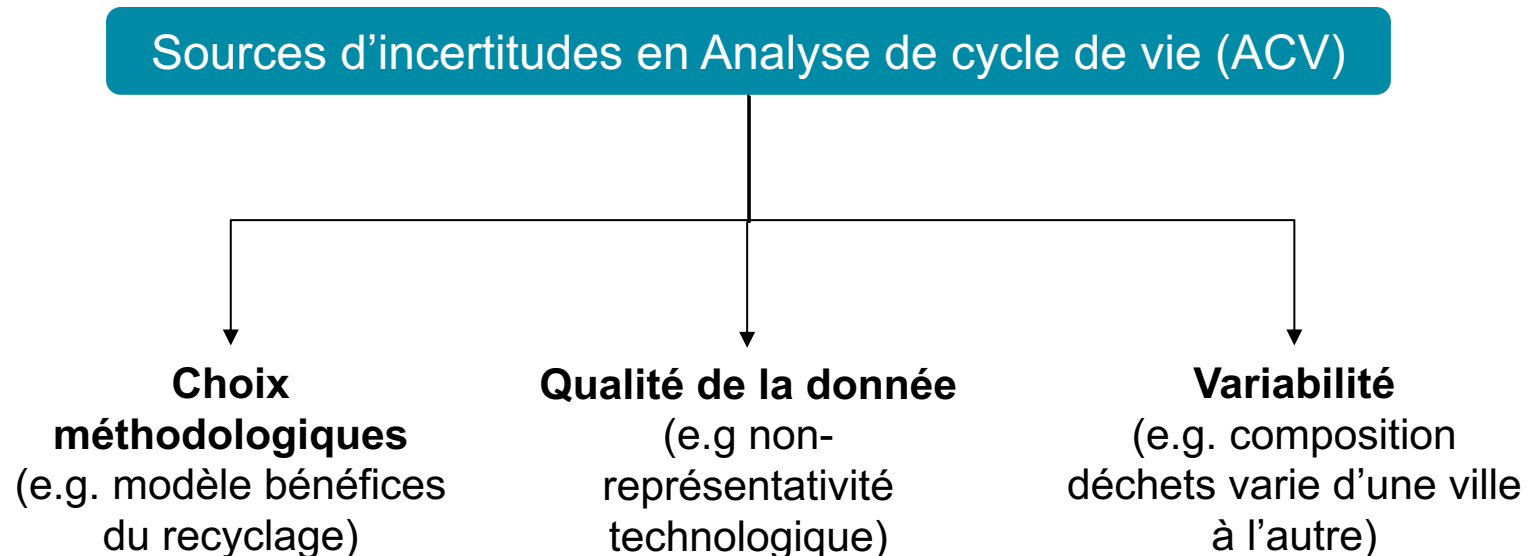 Sources d’incertitudes en Analyse de cycle de vie (ACV)
Choix
méthodologiques
(e.g. modèle bénéfices
du recyclage)
Qualité de la donnée
(e.g non-
représentativité
technologique)
Variabilité
(e.g. composition
déchets varie d’une ville
à l’autre)